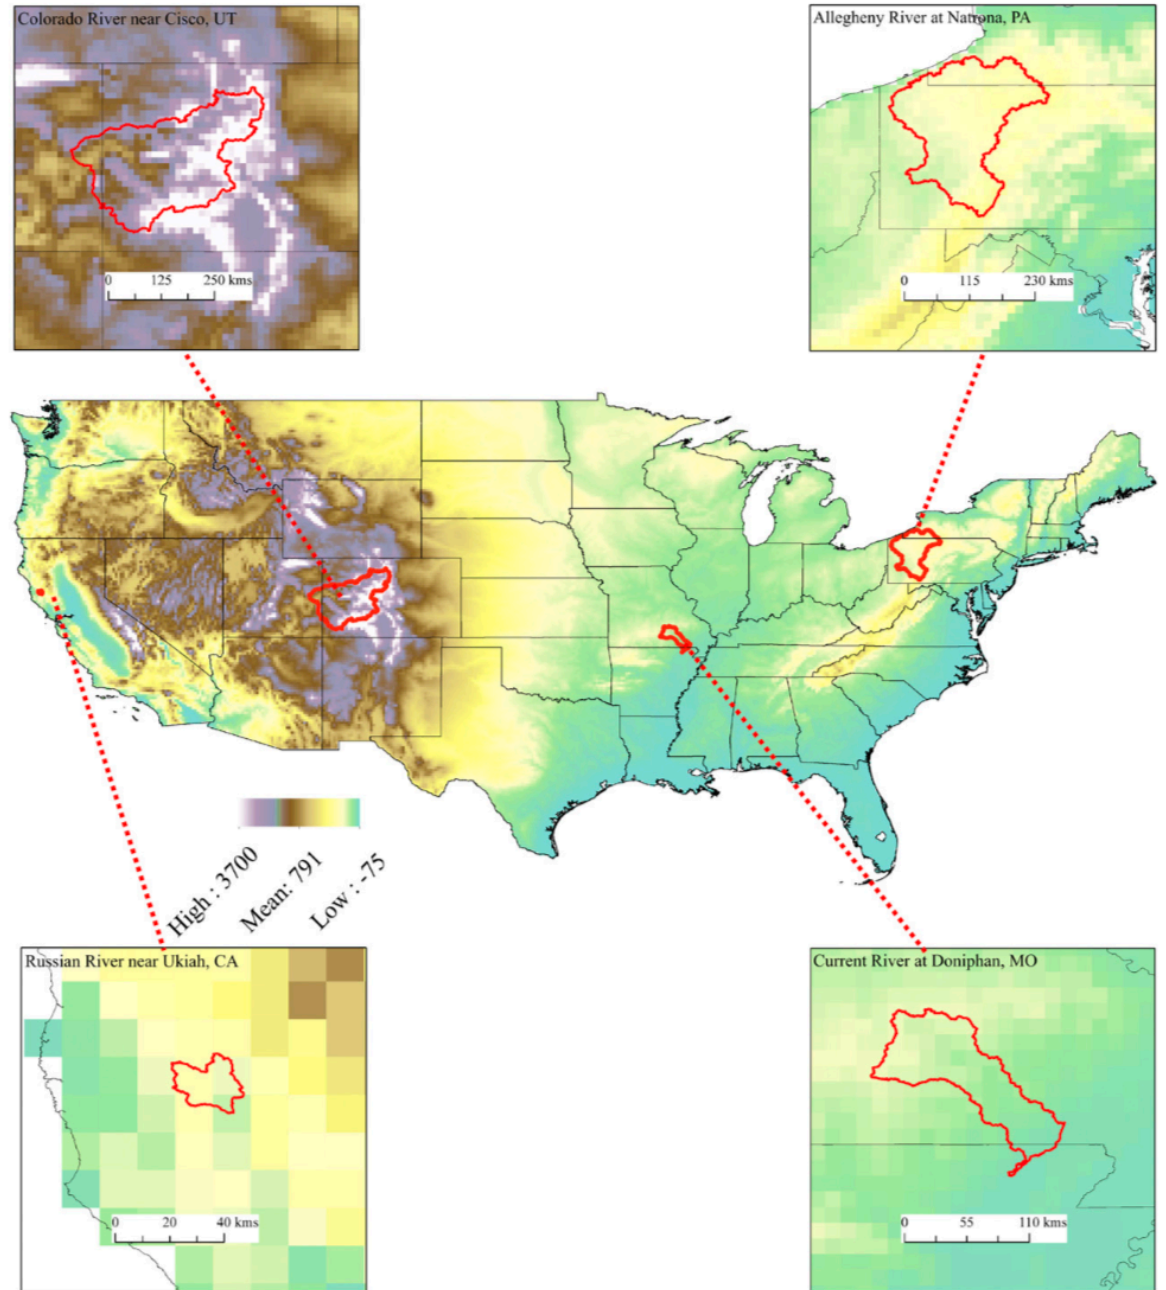 Colorado River near Cisco, UT
0 125 250 kms
Allegheny River at Natrona, PA
0 115 230 kms
High : 3700
Mean: 791
Low : -75
Russian River near Ukiah, CA
0 20 40 kms
Current River at Doniphan, MO
0 55 110 kms